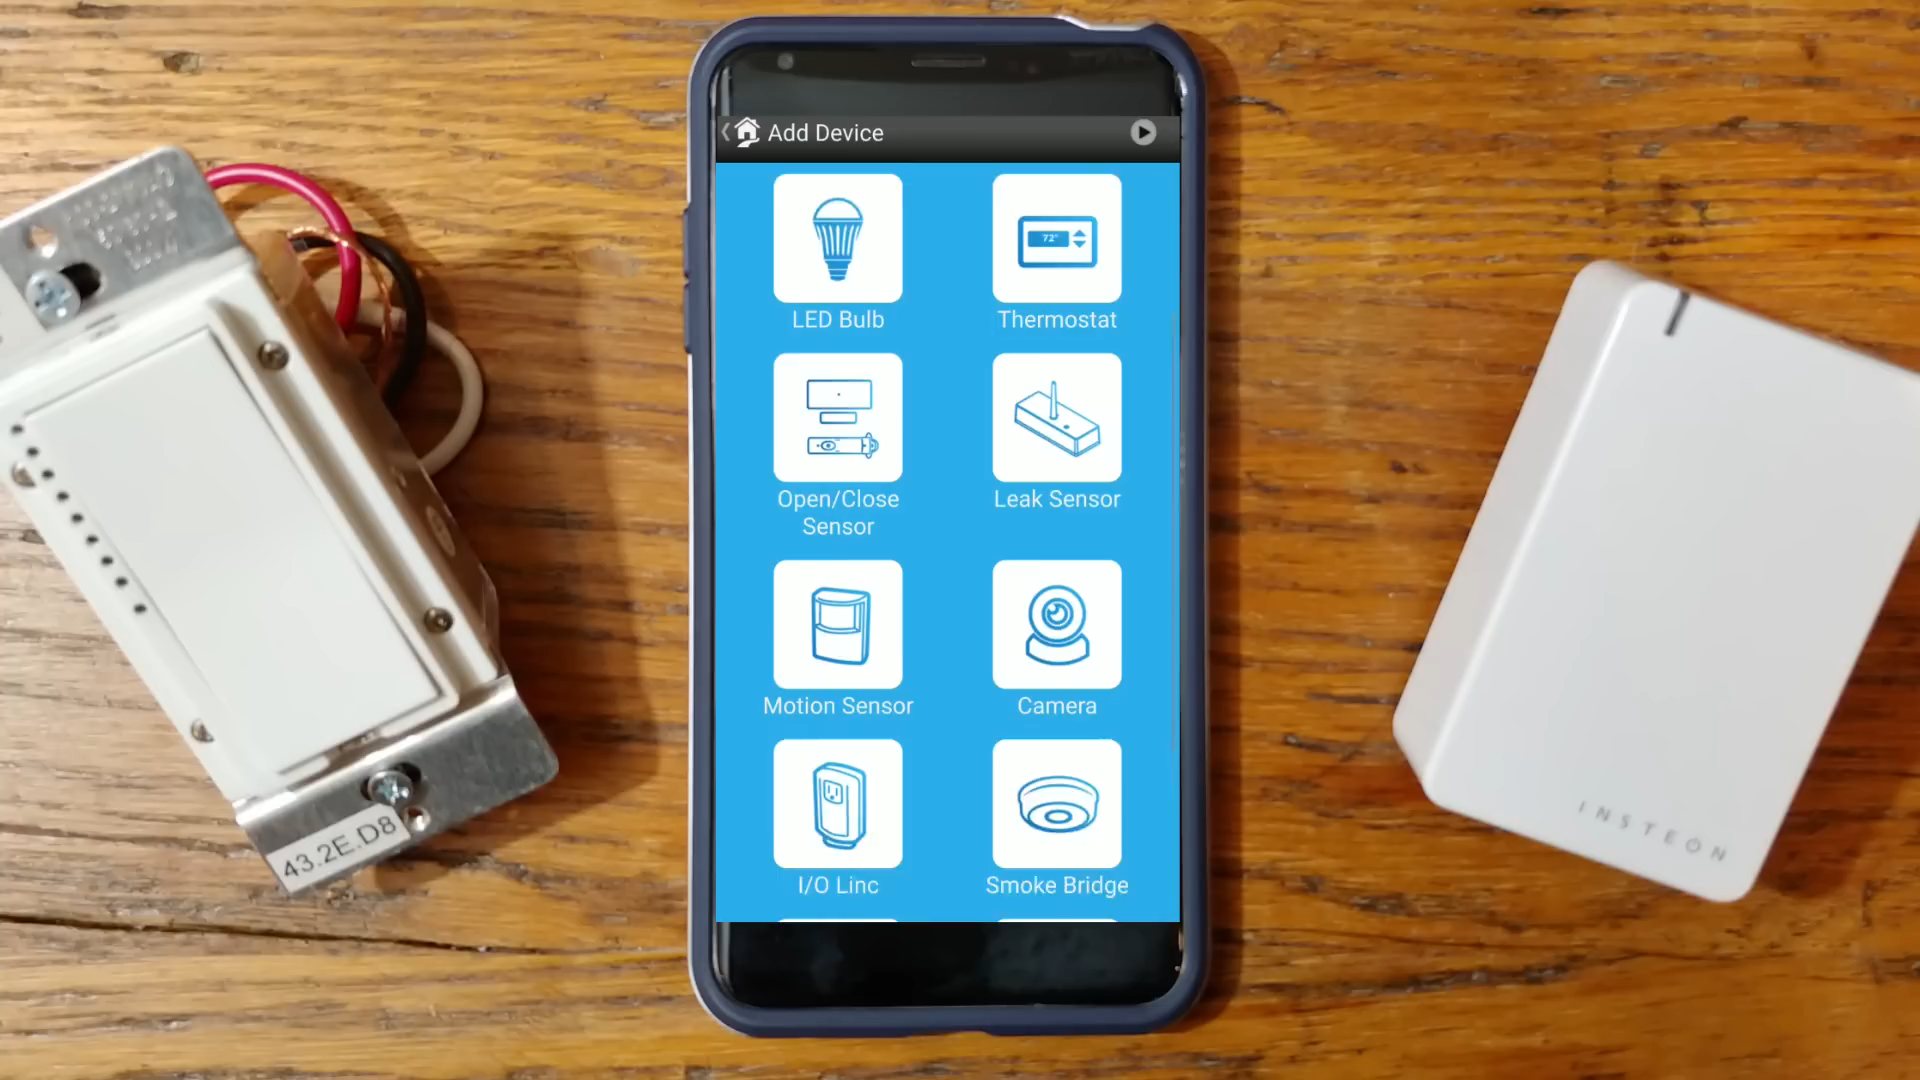 Add Device
72°
LED Bulb
Thermostat
Open/Close
Sensor
Leak Sensor
Motion Sensor
Camera
I/O Linc
Smoke Bridge
43.2E.D8
INSTEON